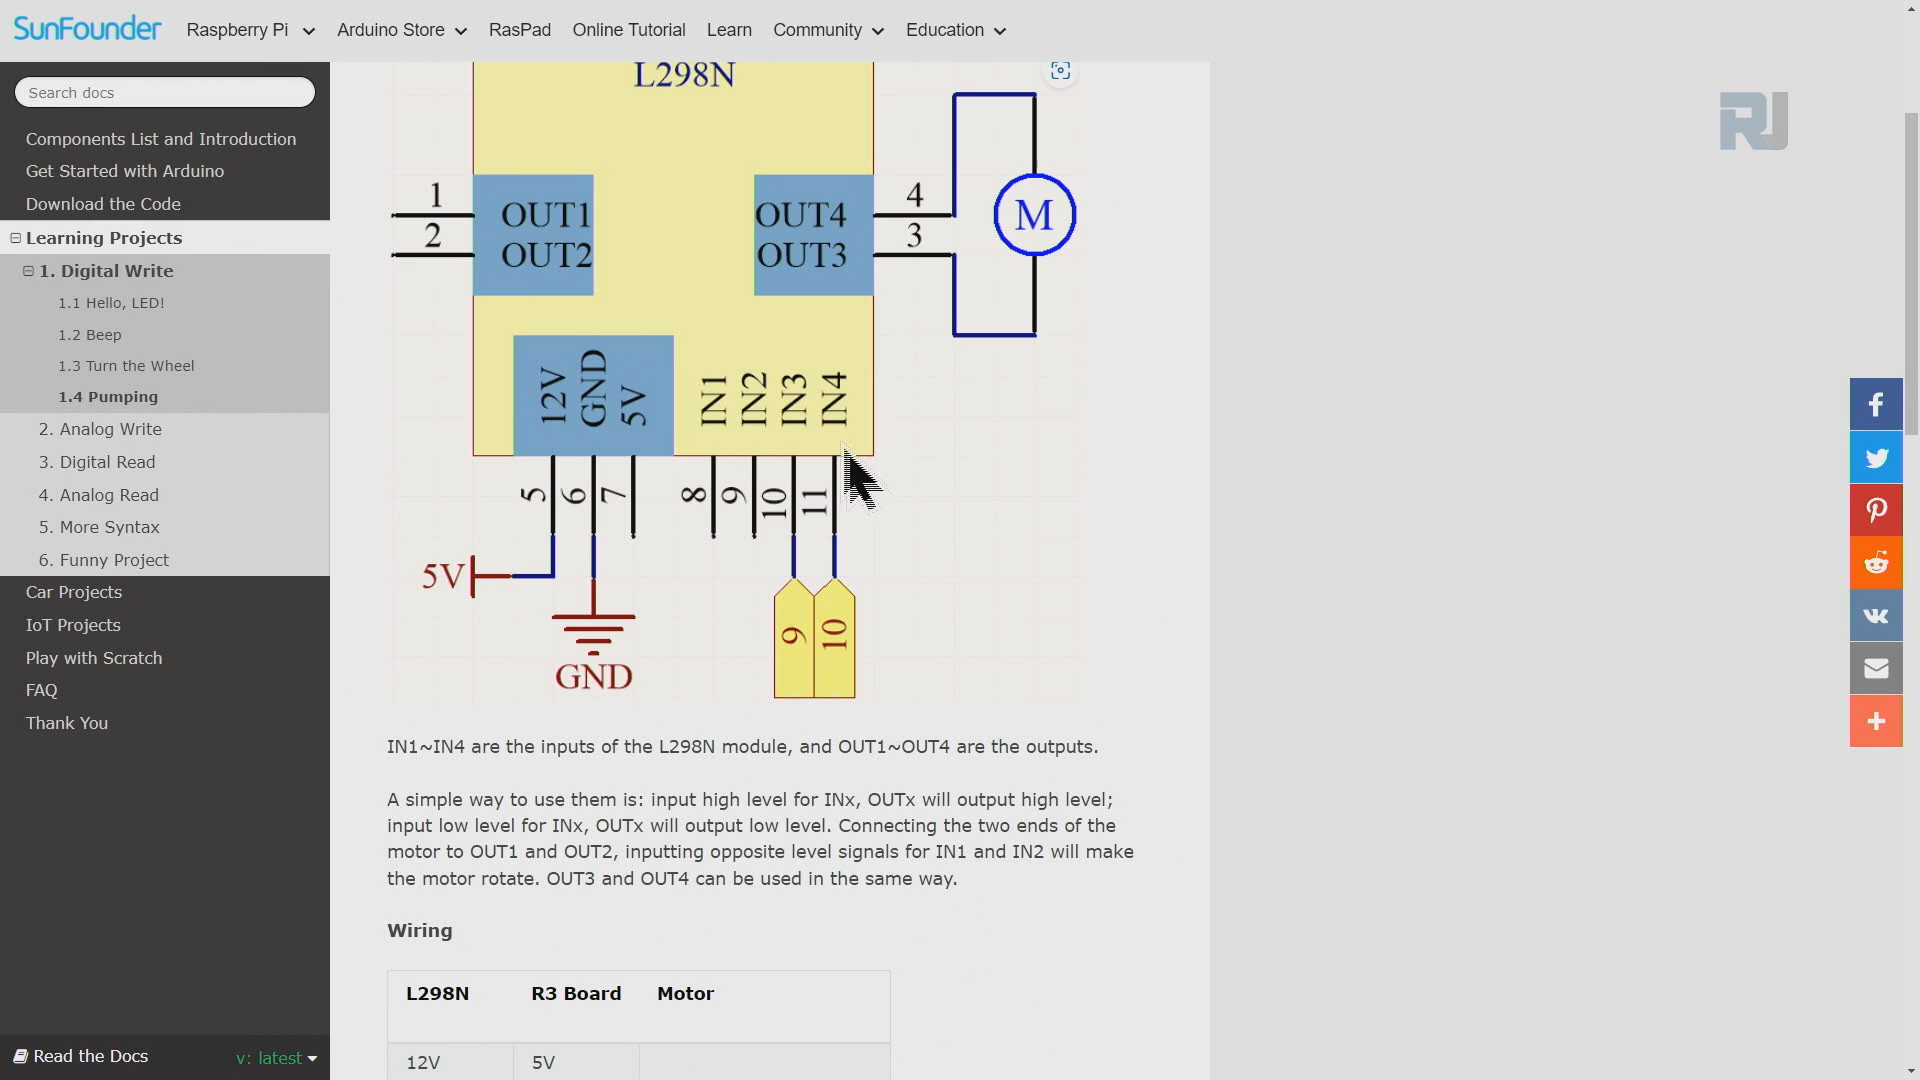 SunFounder
Raspberry Pi
Arduino Store
RasPad
Online Tutorial
Learn
Community
Education
Search docs
Components List and Introduction
Get Started with Arduino
Download the Code
Learning Projects
1. Digital Write
1.1 Hello, LED!
1.2 Beep
1.3 Turn the Wheel
1.4 Pumping
2. Analog Write
3. Digital Read
4. Analog Read
5. More Syntax
6. Funny Project
Car Projects
IoT Projects
Play with Scratch
FAQ
Thank You
Read the Docs
v: latest
L298N
1
2
OUT1
OUT2
OUT4
OUT3
4
3
M
12V
GND
5V
IN1
IN2
IN3
IN4
5
6
7
8
9
10
11
5V
GND
9
10
IN1~IN4 are the inputs of the L298N module, and OUT1~OUT4 are the outputs.
A simple way to use them is: input high level for INx, OUTx will output high level;
input low level for INx, OUTx will output low level. Connecting the two ends of the
motor to OUT1 and OUT2, inputting opposite level signals for IN1 and IN2 will make
the motor rotate. OUT3 and OUT4 can be used in the same way.
Wiring
L298N R3 Board Motor
12V 5V
RJ